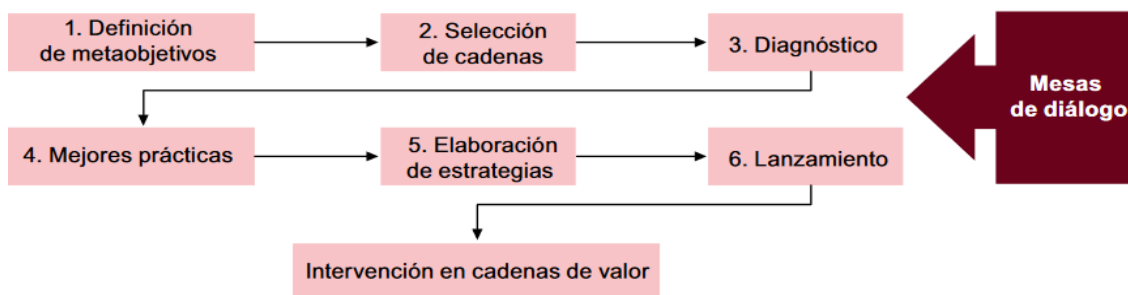 1. Definición
de metaobjetivos
2. Selección
de cadenas
3. Diagnóstico
Mesas
de diálogo
4. Mejores prácticas
5. Elaboración
de estrategias
6. Lanzamiento
Intervención en cadenas de valor